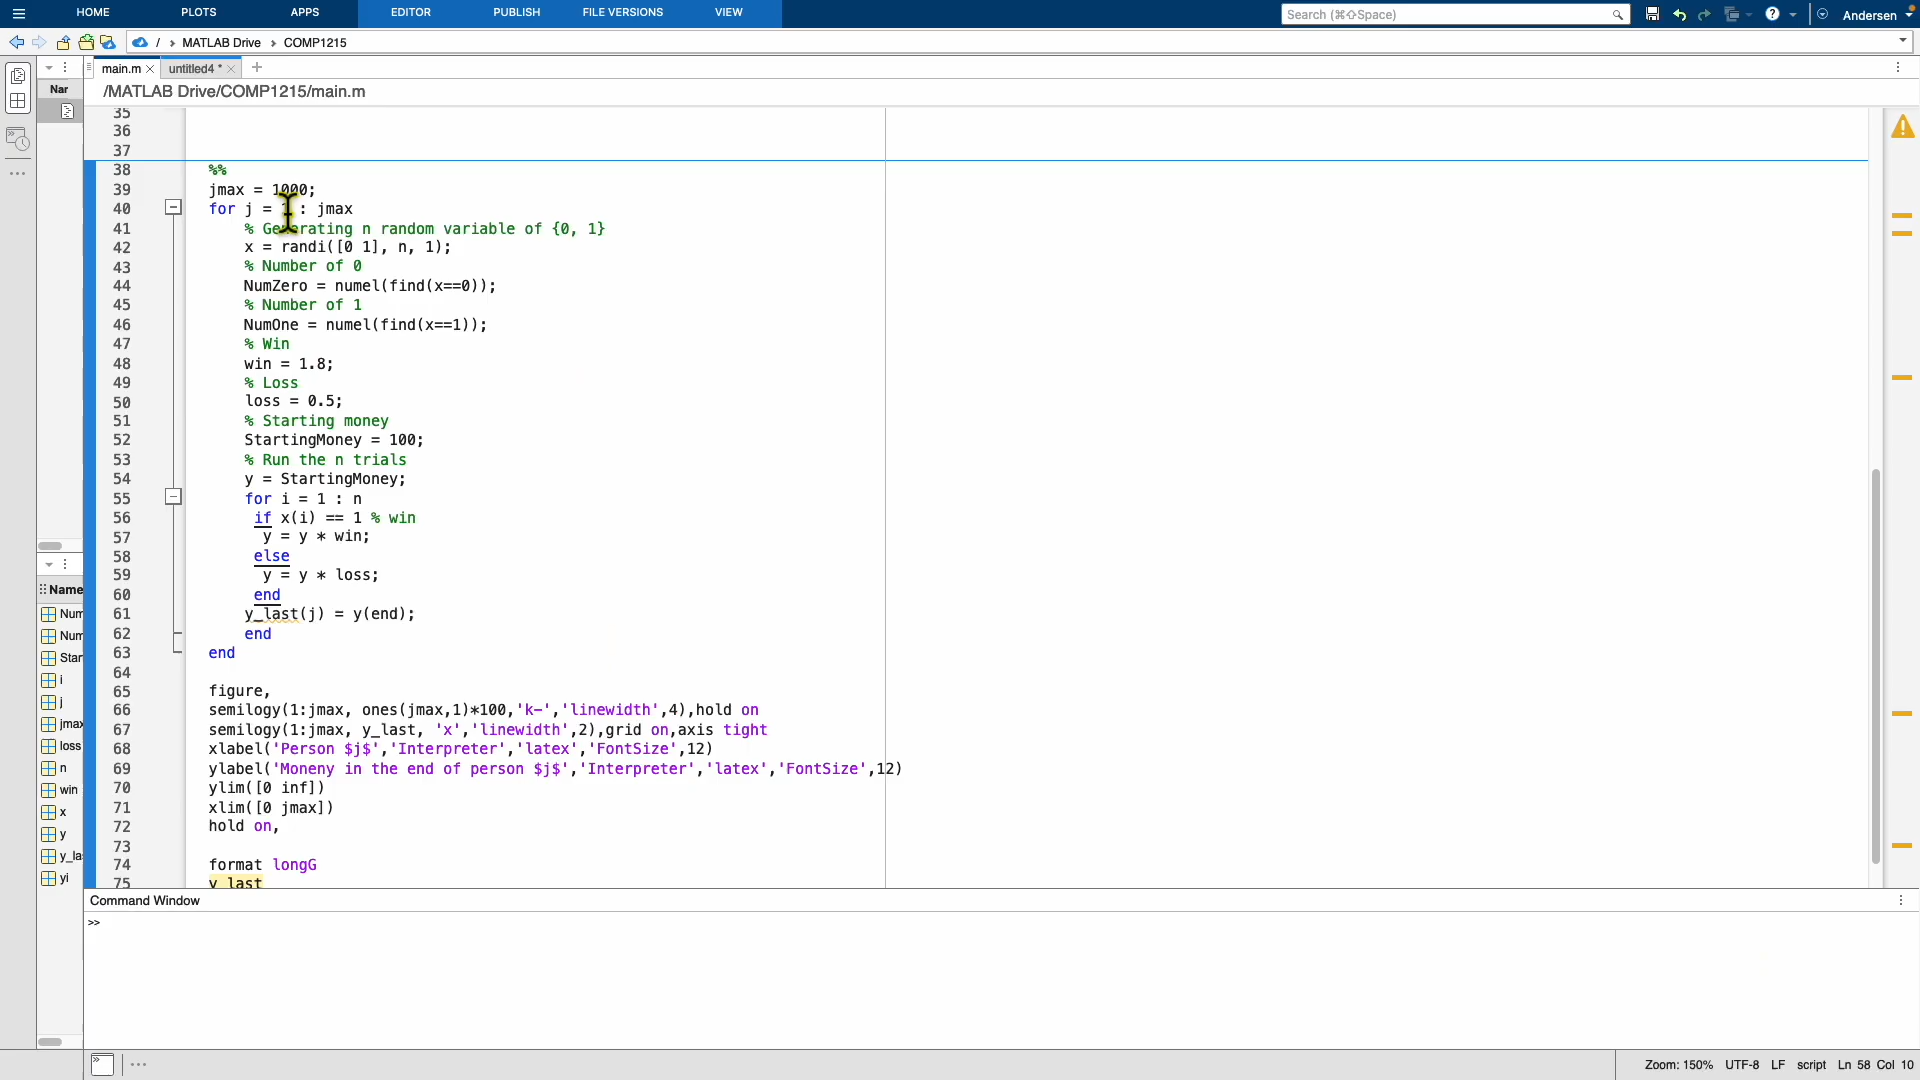 HOME PLOTS APPS EDITOR PUBLISH FILE VERSIONS VIEW Search (⌘⇧Space) Andersen
/ › MATLAB Drive › COMP1215
main.m untitled4 *
Nar
/MATLAB Drive/COMP1215/main.m
35
36
37
38 %%
39 jmax = 1000;
40 for j = 1 : jmax
41 % Generating n random variable of {0, 1}
42 x = randi([0 1], n, 1);
43 % Number of 0
44 NumZero = numel(find(x==0));
45 % Number of 1
46 NumOne = numel(find(x==1));
47 % Win
48 win = 1.8;
49 % Loss
50 loss = 0.5;
51 % Starting money
52 StartingMoney = 100;
53 % Run the n trials
54 y = StartingMoney;
55 for i = 1 : n
56 if x(i) == 1 % win
57 y = y * win;
58 else
59 y = y * loss;
60 end
61 y_last(j) = y(end);
62 end
63 end
64
65 figure,
66 semilogy(1:jmax, ones(jmax,1)*100,'k-','linewidth',4),hold on
67 semilogy(1:jmax, y_last, 'x','linewidth',2),grid on,axis tight
68 xlabel('Person $j$','Interpreter','latex','FontSize',12)
69 ylabel('Moneny in the end of person $j$','Interpreter','latex','FontSize',12)
70 ylim([0 inf])
71 xlim([0 jmax])
72 hold on,
73
74 format longG
75 y_last
Name
Num
Num
Star
i
j
jmax
loss
n
win
x
y
y_la
yi
Command Window
>>
Zoom: 150% UTF-8 LF script Ln 58 Col 10